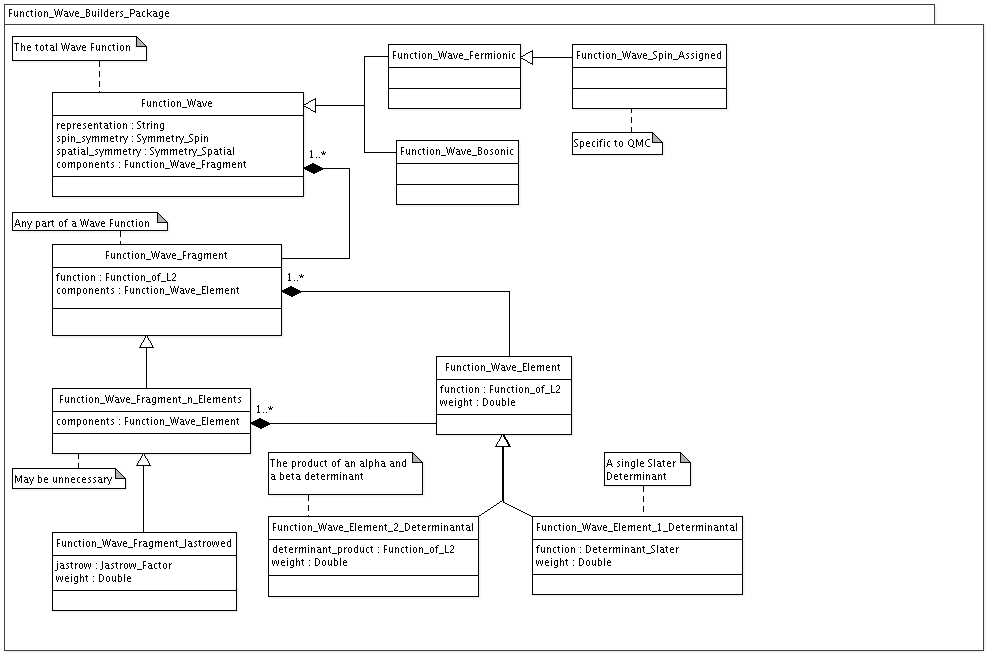 Function_Wave_Builders_Package
The total Wave Function
Function_Wave
representation : String
spin_symmetry : Symmetry_Spin
spatial_symmetry : Symmetry_Spatial
components : Function_Wave_Fragment
1..*
Function_Wave_Fermionic
Function_Wave_Spin_Assigned
Specific to QMC
Function_Wave_Bosonic
Any part of a Wave Function
Function_Wave_Fragment
function : Function_of_L2
components : Function_Wave_Element
1..*
Function_Wave_Element
function : Function_of_L2
weight : Double
Function_Wave_Fragment_n_Elements
components : Function_Wave_Element
1..*
May be unnecessary
The product of an alpha and
a beta determinant
A single Slater
Determinant
Function_Wave_Fragment_Jastrowed
jastrow : Jastrow_Factor
weight : Double
Function_Wave_Element_2_Determinantal
determinant_product : Function_of_L2
weight : Double
Function_Wave_Element_1_Determinantal
function : Determinant_Slater
weight : Double